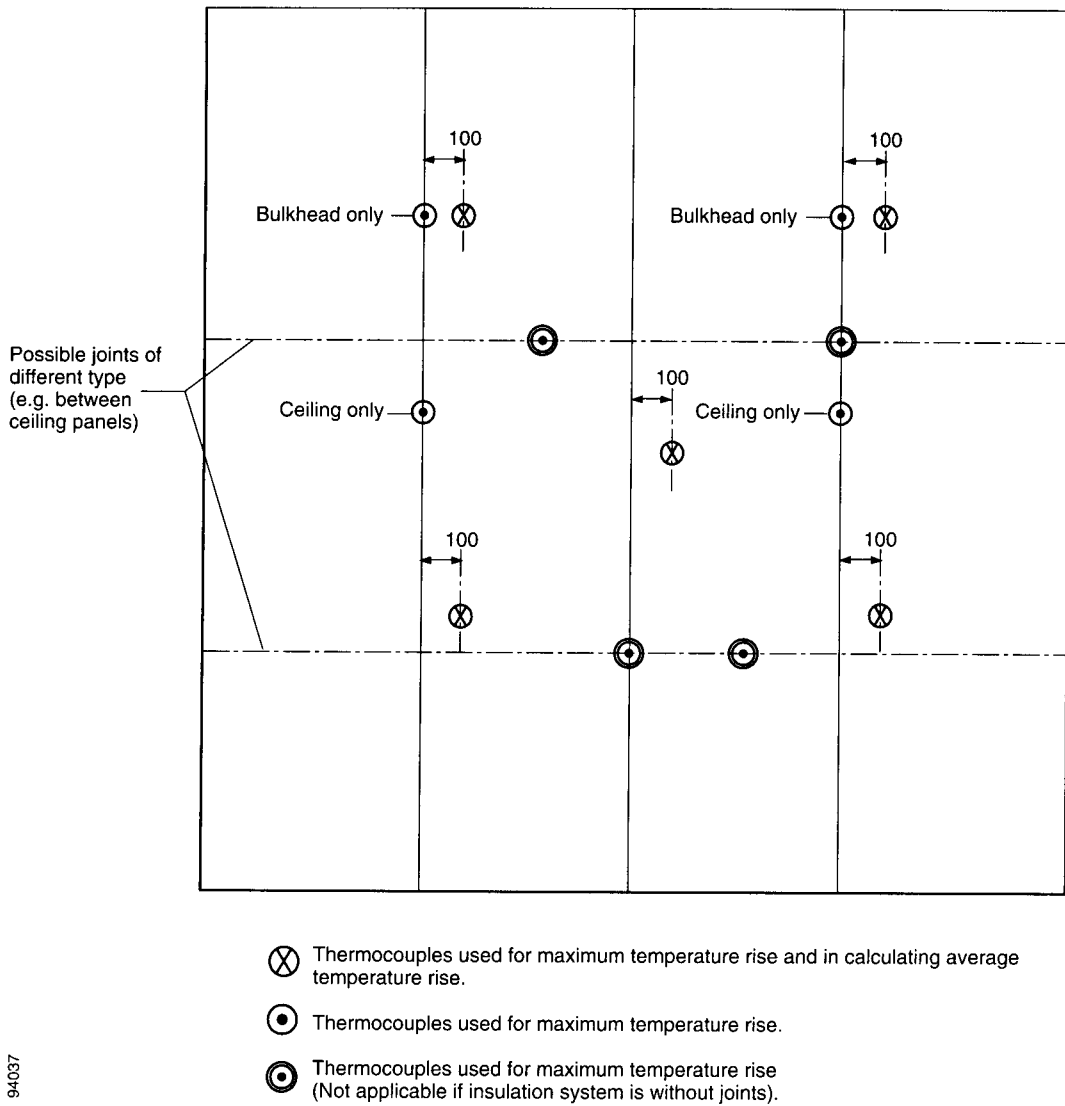 100
100
Bulkhead only
Bulkhead only
Possible joints of
different type
(e.g. between
ceiling panels)
100
Ceiling only
Ceiling only
100
100
Thermocouples used for maximum temperature rise and in calculating average
temperature rise.
Thermocouples used for maximum temperature rise.
Thermocouples used for maximum temperature rise
(Not applicable if insulation system is without joints).
94037